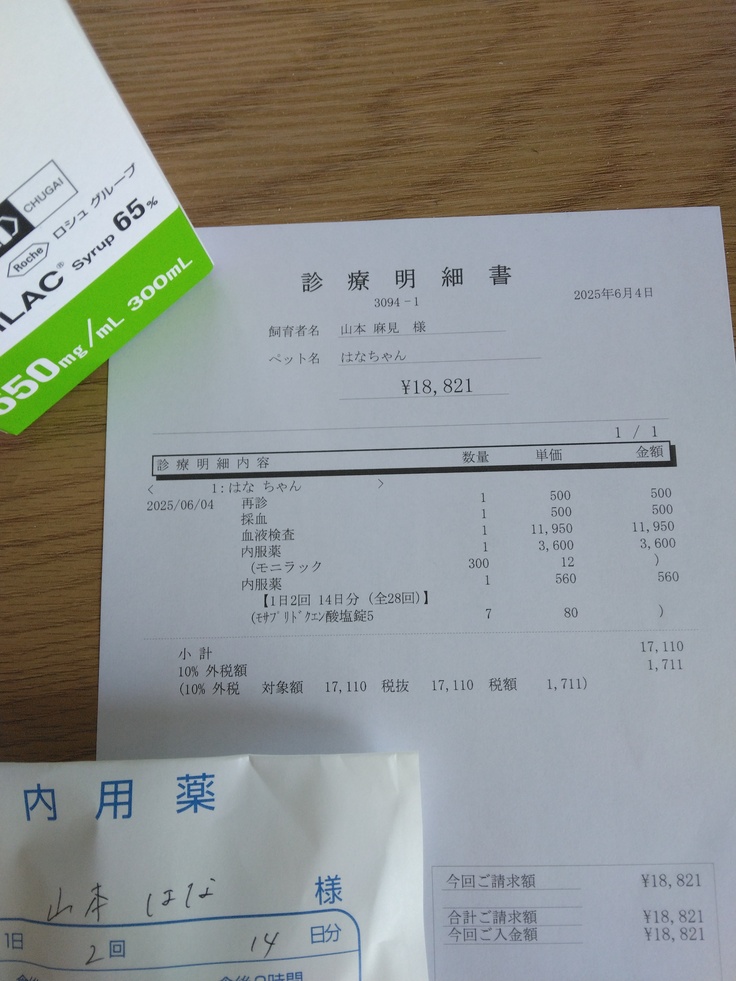 CHUGAI
Roche ロシュ グループ
LAC® Syrup 65%
650mg/mL 300mL
診療明細書
3094-1
2025年6月4日
飼育者名 山本 麻見 様
ペット名 はなちゃん
¥18,821
1 / 1
診療明細内容 数量 単価 金額
< 1:はな ちゃん >
2025/06/04 再診 1 500 500
採血 1 500 500
血液検査 1 11,950 11,950
内服薬 1 3,600 3,600
(モニラック 300 12 )
内服薬 1 560 560
【1日2回 14日分 (全28回)】
(ﾓｻﾌﾟﾘﾄﾞｸｴﾝ酸塩錠5 7 80 )
小計 17,110
10% 外税額 1,711
(10% 外税 対象額 17,110 税抜 17,110 税額 1,711)
今回ご請求額 ¥18,821
合計ご請求額 ¥18,821
今回ご入金額 ¥18,821
内用薬
山本 はな 様
1日 2回 14日分